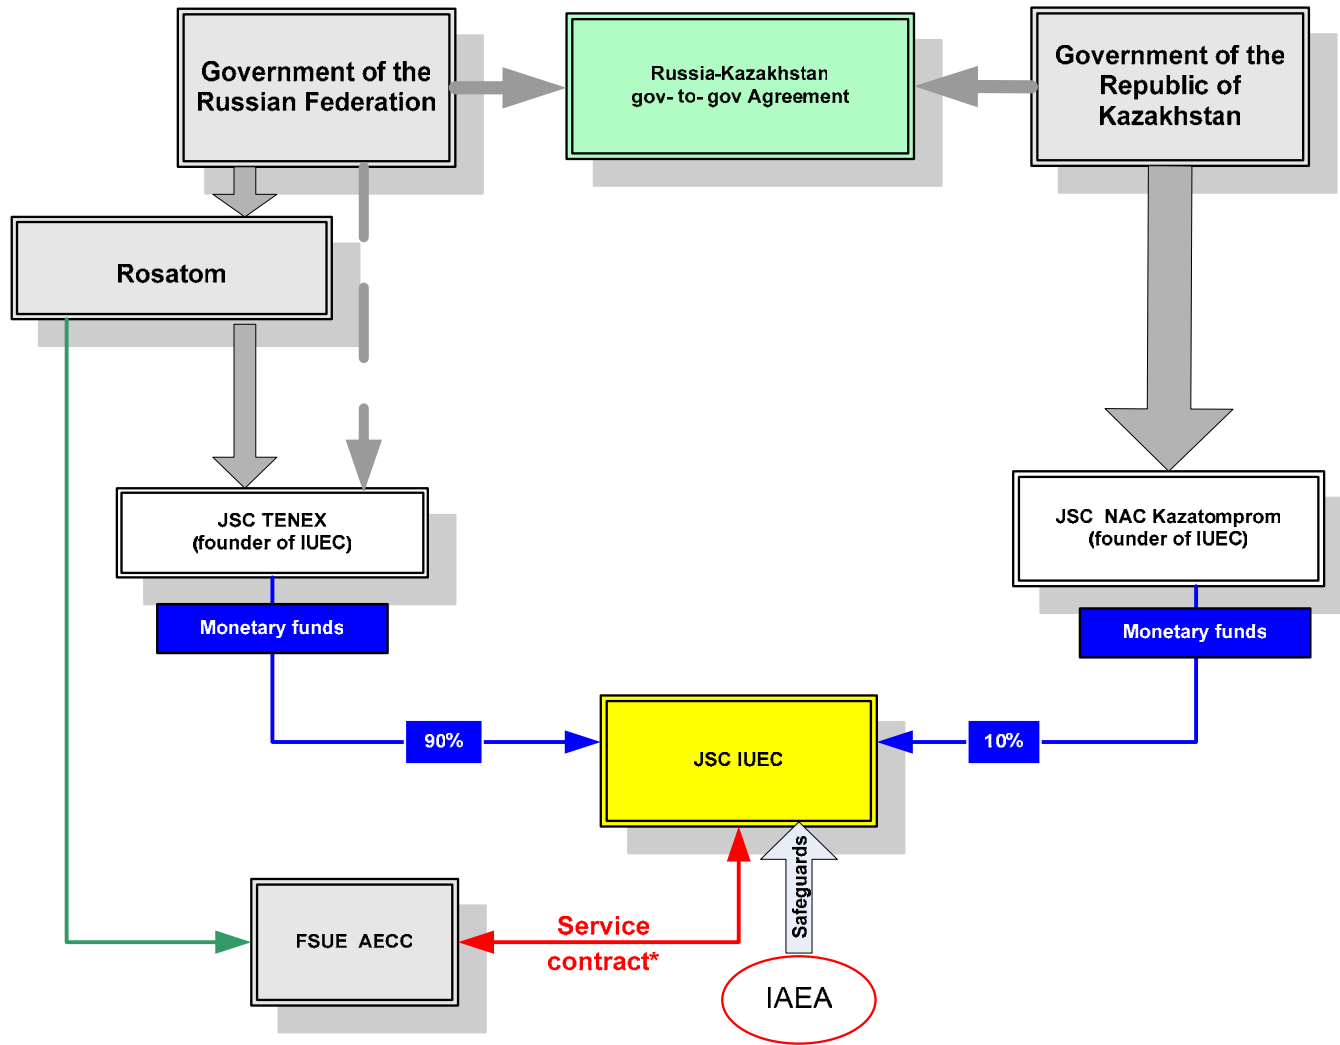 Government of the
Russian Federation
Russia-Kazakhstan
gov- to- gov Agreement
Government of the
Republic of
Kazakhstan
Rosatom
JSC TENEX
(founder of IUEC)
JSC NAC Kazatomprom
(founder of IUEC)
Monetary funds
Monetary funds
90%
JSC IUEC
10%
Safeguards
FSUE AECC
Service
contract*
IAEA